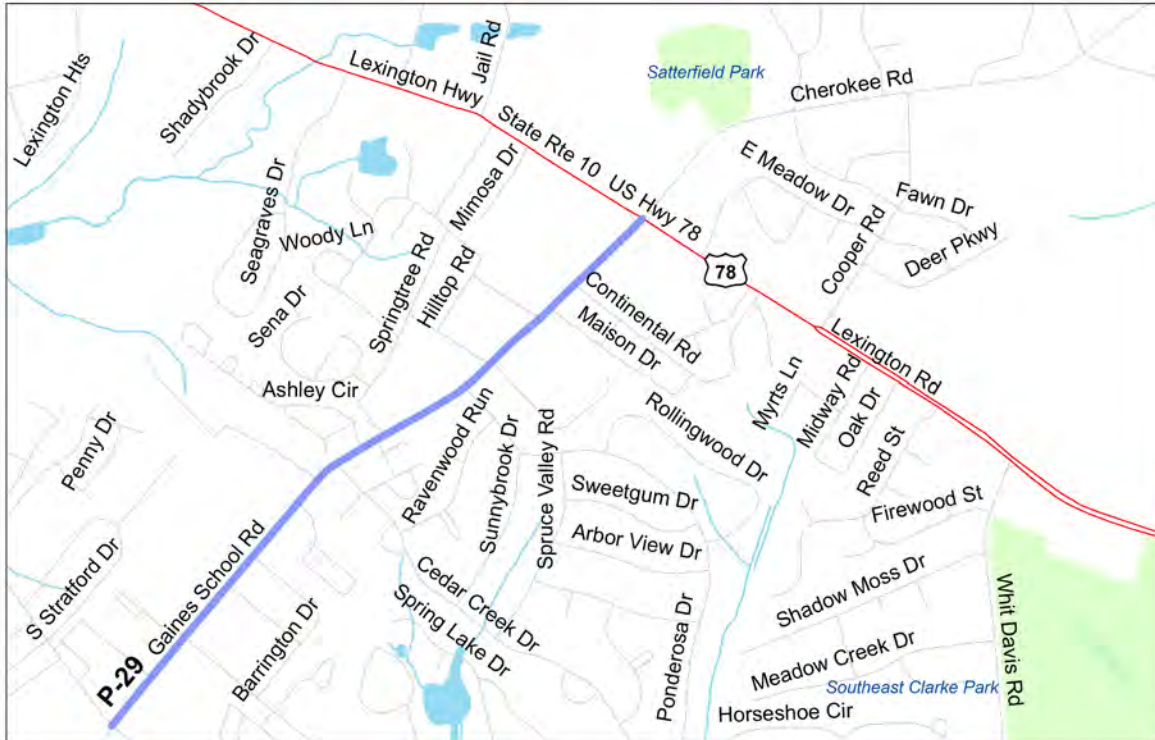 Lexington Hts
Shadybrook Dr
Lexington Hwy
Jail Rd
Satterfield Park
Cherokee Rd
State Rte 10 US Hwy 78
E Meadow Dr
Fawn Dr
Cooper Rd
Deer Pkwy
Seagraves Dr
Woody Ln
Mimosa Dr
Springtree Rd
Hilltop Rd
78
Sena Dr
Continental Rd
Maison Dr
Lexington Rd
Ashley Cir
Myrts Ln
Midway Rd
Oak Dr
Rollingwood Dr
Reed St
Penny Dr
Ravenwood Run
Sunnybrook Dr
Spruce Valley Rd
Sweetgum Dr
Firewood St
Arbor View Dr
S Stratford Dr
Gaines School Rd
P-29
Barrington Dr
Cedar Creek Dr
Spring Lake Dr
Ponderosa Dr
Shadow Moss Dr
Whit Davis Rd
Meadow Creek Dr
Southeast Clarke Park
Horseshoe Cir